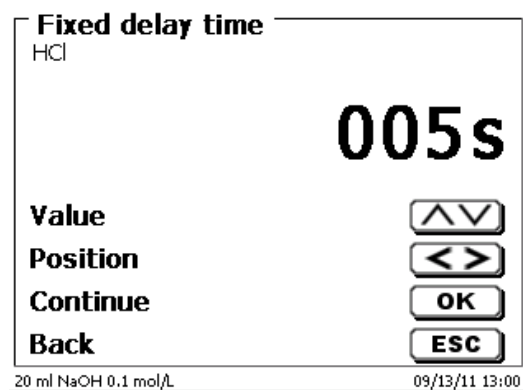 Fixed delay time
HCl
005s
Value
Position
Continue OK
Back ESC
20 ml NaOH 0.1 mol/L 09/13/11 13:00